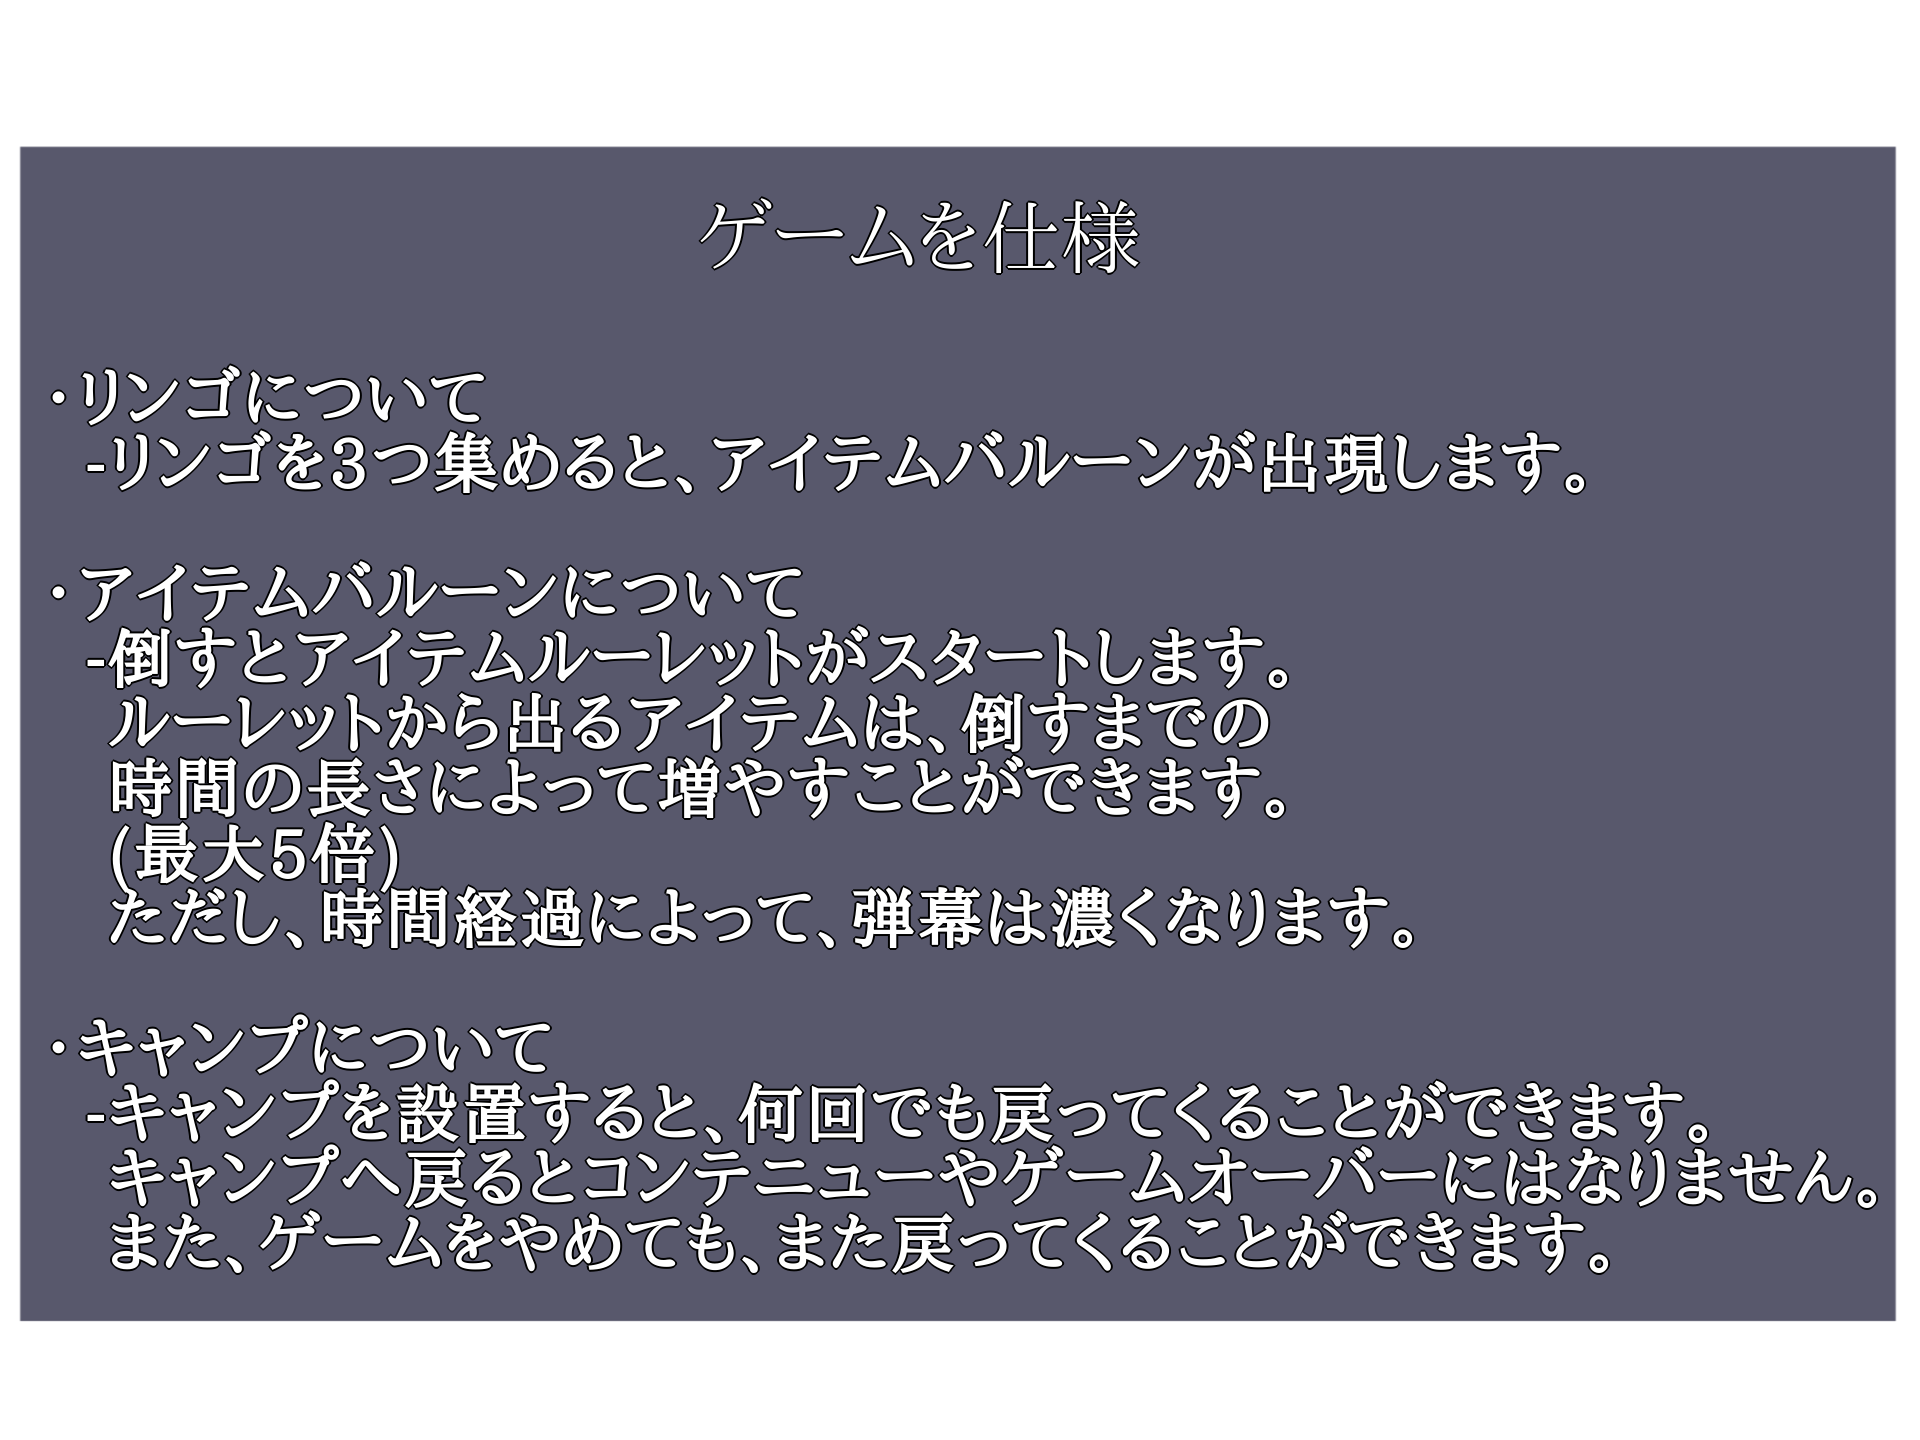 ゲームを仕様
・リンゴについて
-リンゴを3つ集めると、アイテムバルーンが出現します。
・アイテムバルーンについて
-倒すとアイテムルーレットがスタートします。
ルーレットから出るアイテムは、倒すまでの
時間の長さによって増やすことができます。
(最大5倍)
ただし、時間経過によって、弾幕は濃くなります。
・キャンプについて
-キャンプを設置すると、何回でも戻ってくることができます。
キャンプへ戻るとコンテニューやゲームオーバーにはなりません。
また、ゲームをやめても、また戻ってくることができます。